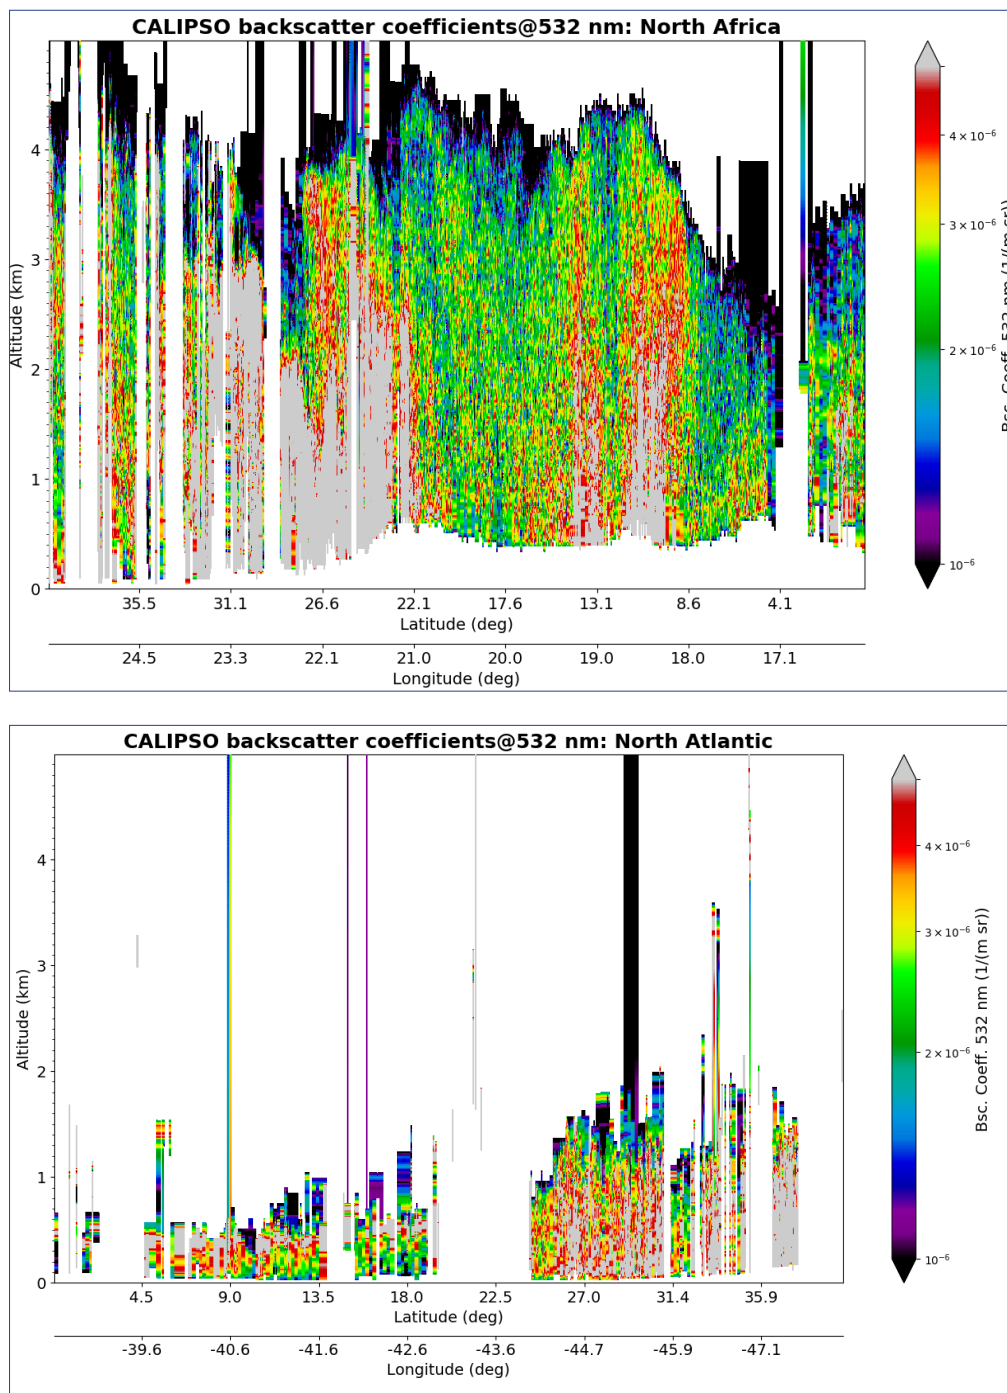 CALIPSO backscatter coefficients@532 nm: North Africa
Altitude (km)
4
3
2
1
0
35.5 31.1 26.6 22.1 17.6 13.1 8.6 4.1
Latitude (deg)
24.5 23.3 22.1 21.0 20.0 19.0 18.0 17.1
Longitude (deg)
4 × 10⁻⁶
3 × 10⁻⁶
2 × 10⁻⁶
10⁻⁶
Bsc. Coeff. 532 nm (1/(m sr))
CALIPSO backscatter coefficients@532 nm: North Atlantic
Altitude (km)
4
3
2
1
0
4.5 9.0 13.5 18.0 22.5 27.0 31.4 35.9
Latitude (deg)
-39.6 -40.6 -41.6 -42.6 -43.6 -44.7 -45.9 -47.1
Longitude (deg)
4 × 10⁻⁶
3 × 10⁻⁶
2 × 10⁻⁶
10⁻⁶
Bsc. Coeff. 532 nm (1/(m sr))